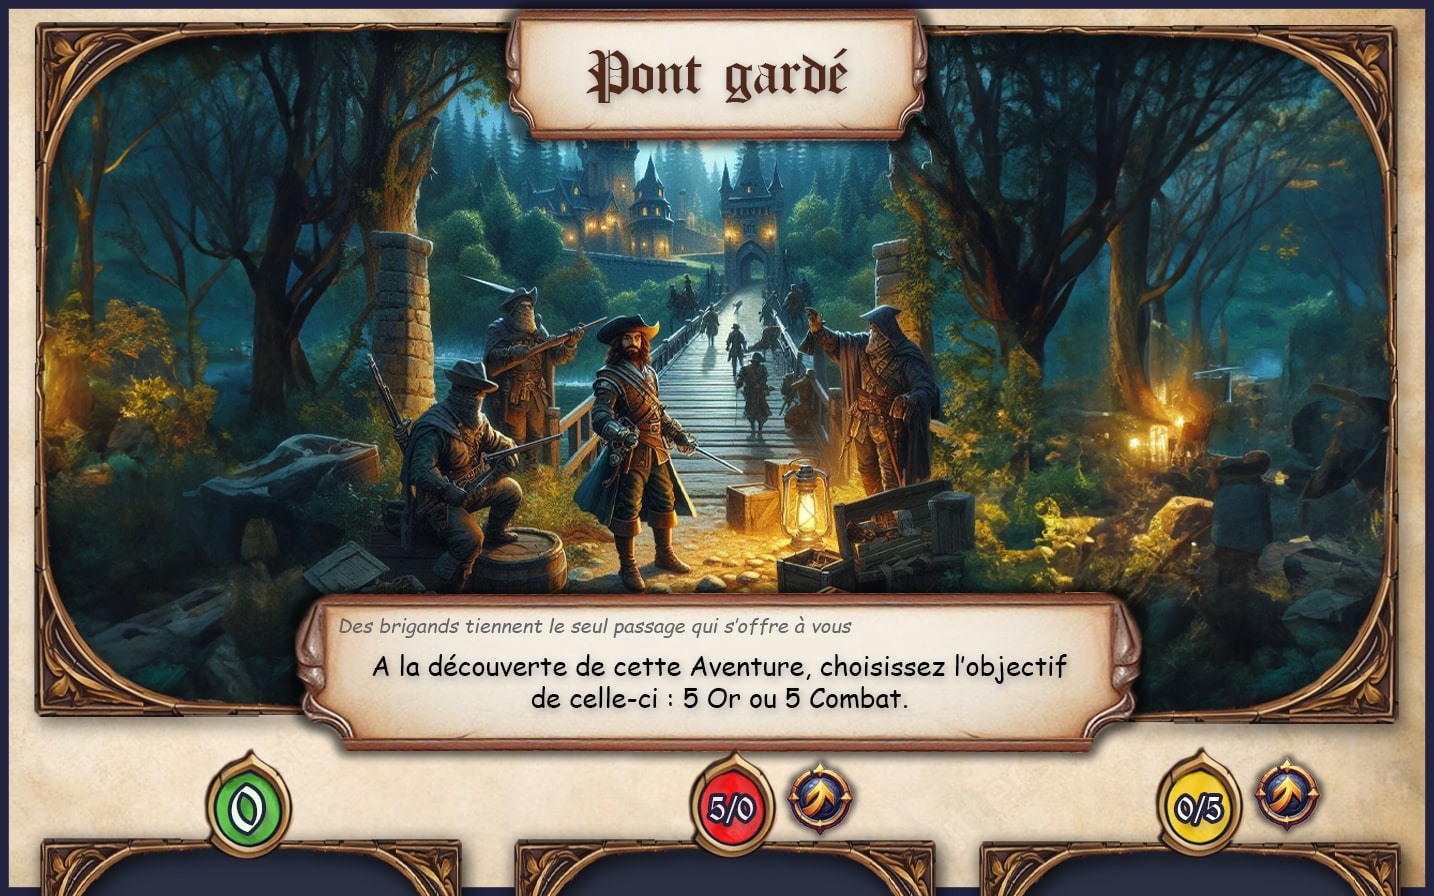 Pont gardé
Des brigands tiennent le seul passage qui s'offre à vous
A la découverte de cette Aventure, choisissez l'objectif
de celle-ci : 5 Or ou 5 Combat.
0
5/0
0/5